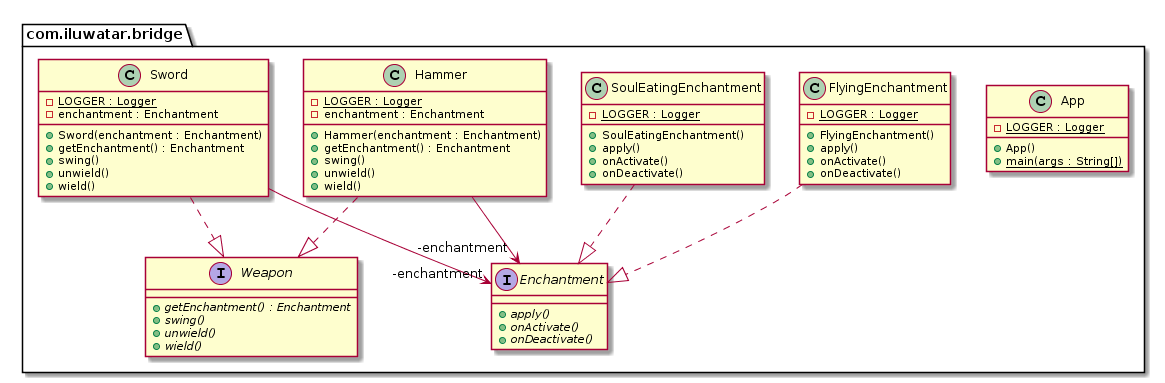 com.iluwatar.bridge
C Sword
LOGGER : Logger
enchantment : Enchantment
Sword(enchantment : Enchantment)
getEnchantment() : Enchantment
swing()
unwield()
wield()
C Hammer
LOGGER : Logger
enchantment : Enchantment
Hammer(enchantment : Enchantment)
getEnchantment() : Enchantment
swing()
unwield()
wield()
C SoulEatingEnchantment
LOGGER : Logger
SoulEatingEnchantment()
apply()
onActivate()
onDeactivate()
C FlyingEnchantment
LOGGER : Logger
FlyingEnchantment()
apply()
onActivate()
onDeactivate()
C App
LOGGER : Logger
App()
main(args : String[])
-enchantment
-enchantment
I Weapon
getEnchantment() : Enchantment
swing()
unwield()
wield()
I Enchantment
apply()
onActivate()
onDeactivate()